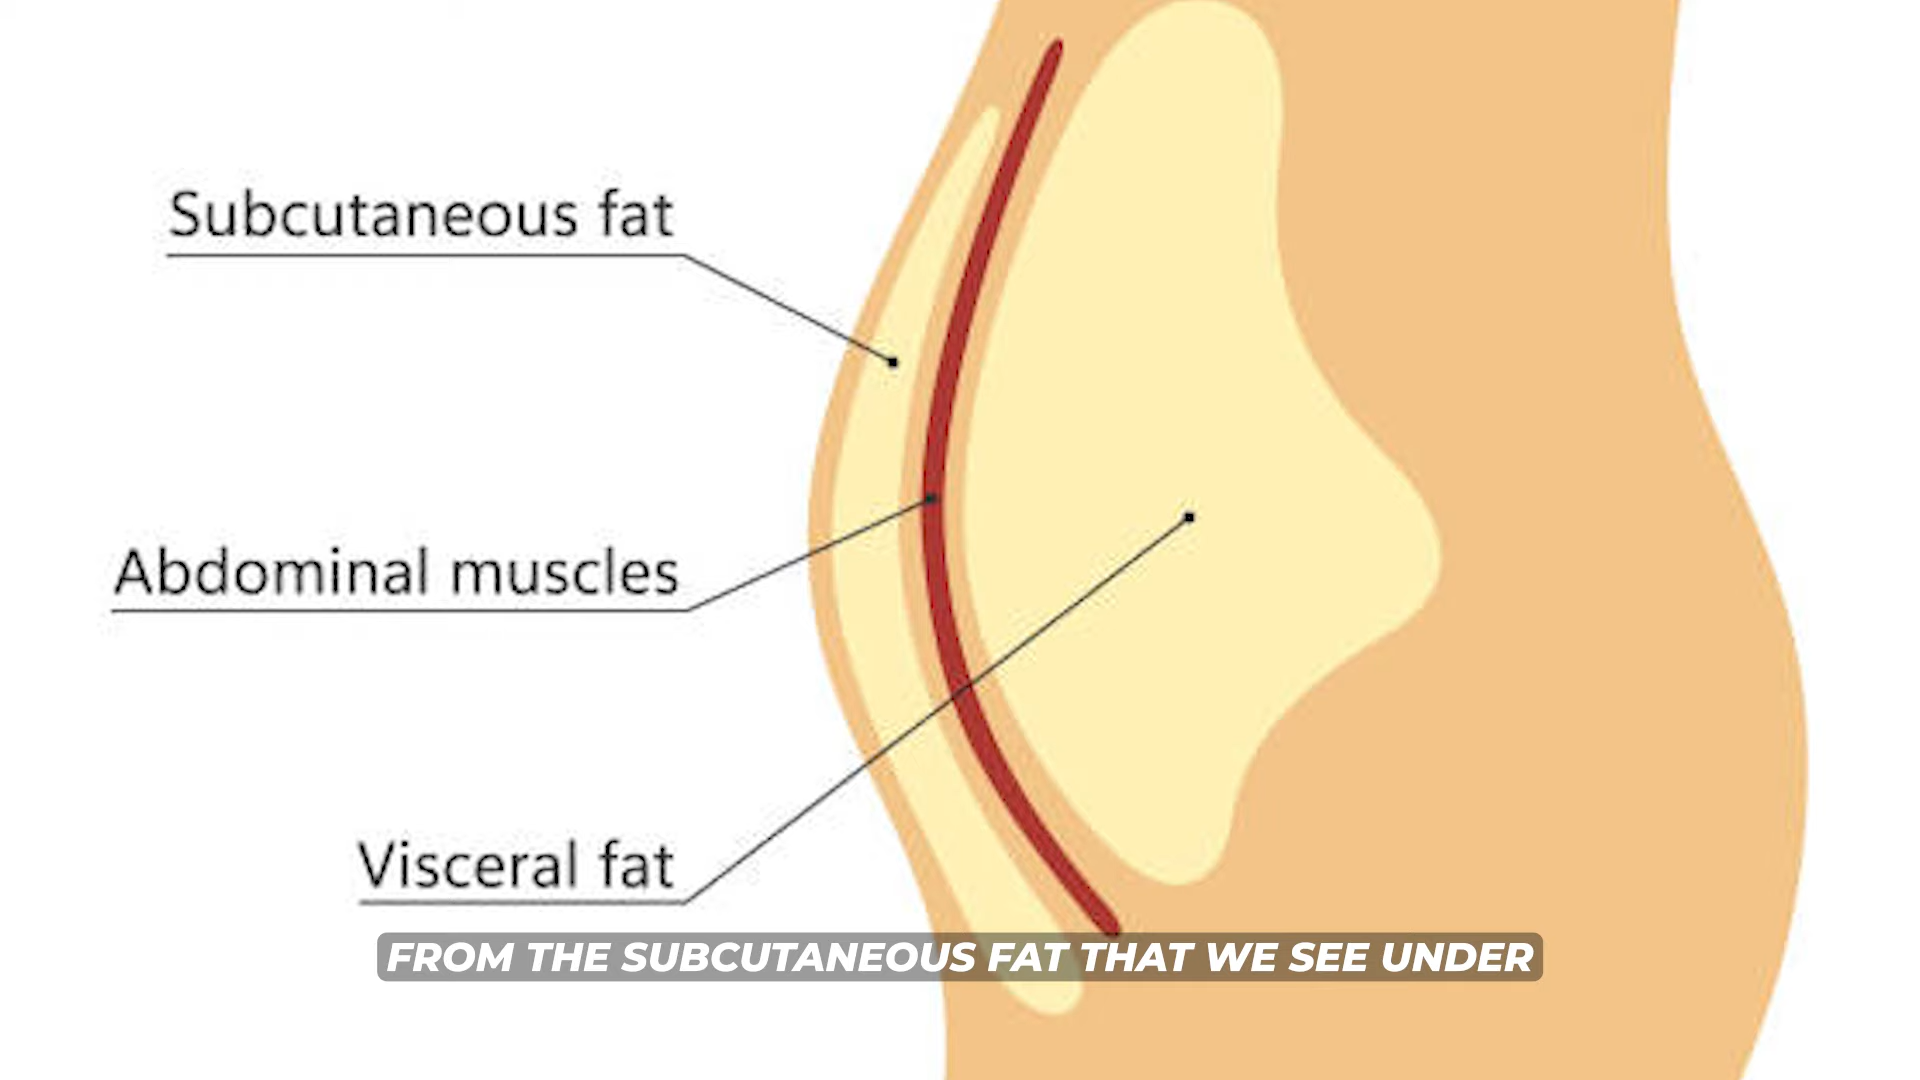 Subcutaneous fat
Abdominal muscles
Visceral fat
FROM THE SUBCUTANEOUS FAT THAT WE SEE UNDER